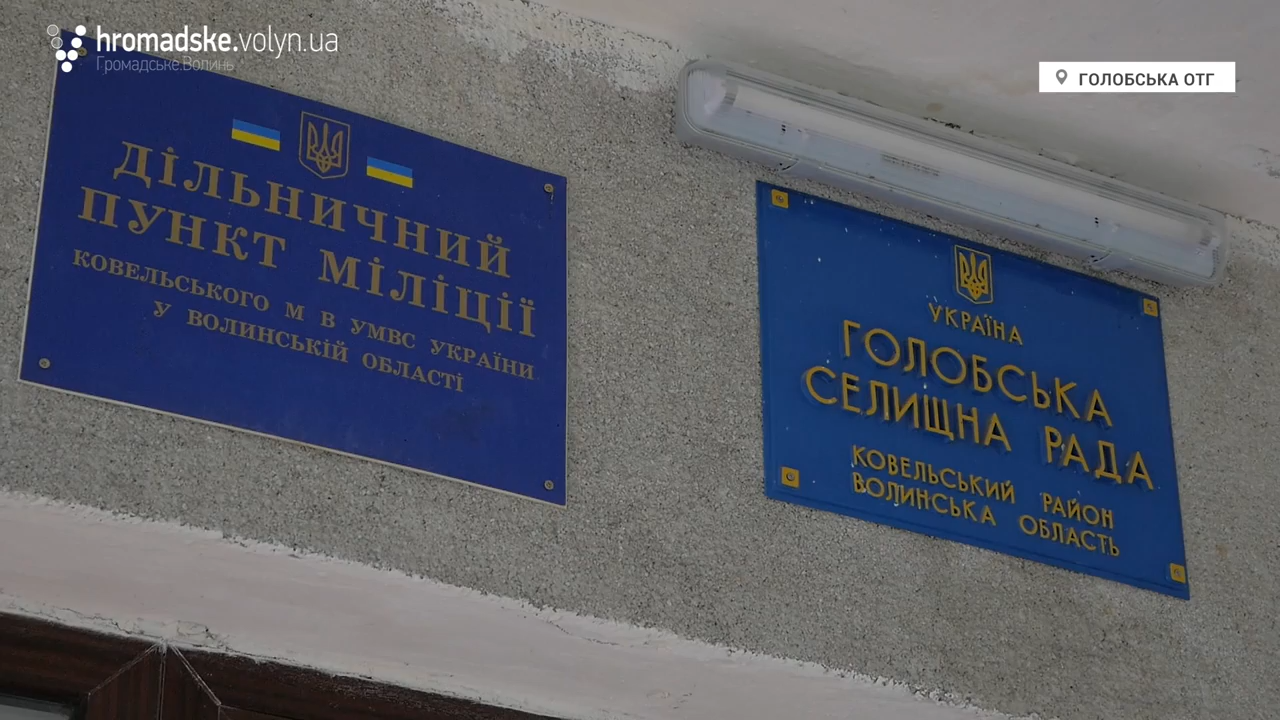 hromadske.volyn.ua
Громадське.Волинь
ГОЛОБСЬКА ОТГ
ДІЛЬНИЧНИЙ
ПУНКТ МІЛІЦІЇ
КОВЕЛЬСЬКОГО М В УМВС УКРАЇНИ
У ВОЛИНСЬКІЙ ОБЛАСТІ
УКРАЇНА
ГОЛОБСЬКА
СЕЛИЩНА РАДА
КОВЕЛЬСЬКИЙ РАЙОН
ВОЛИНСЬКА ОБЛАСТЬ